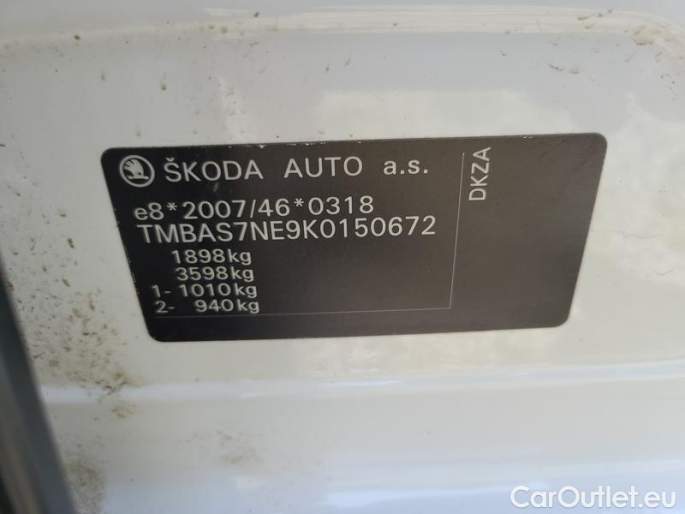 ŠKODA AUTO a.s.
DKZA
e8*2007/46*0318
TMBAS7NE9K0150672
1898kg
3598kg
1- 1010kg
2- 940kg
CarOutlet.eu